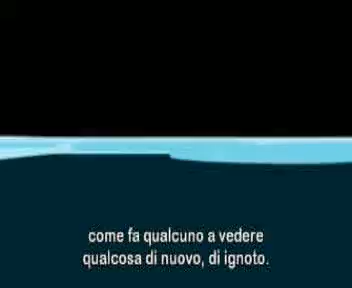 come fa qualcuno a vedere
qualcosa di nuovo, di ignoto.